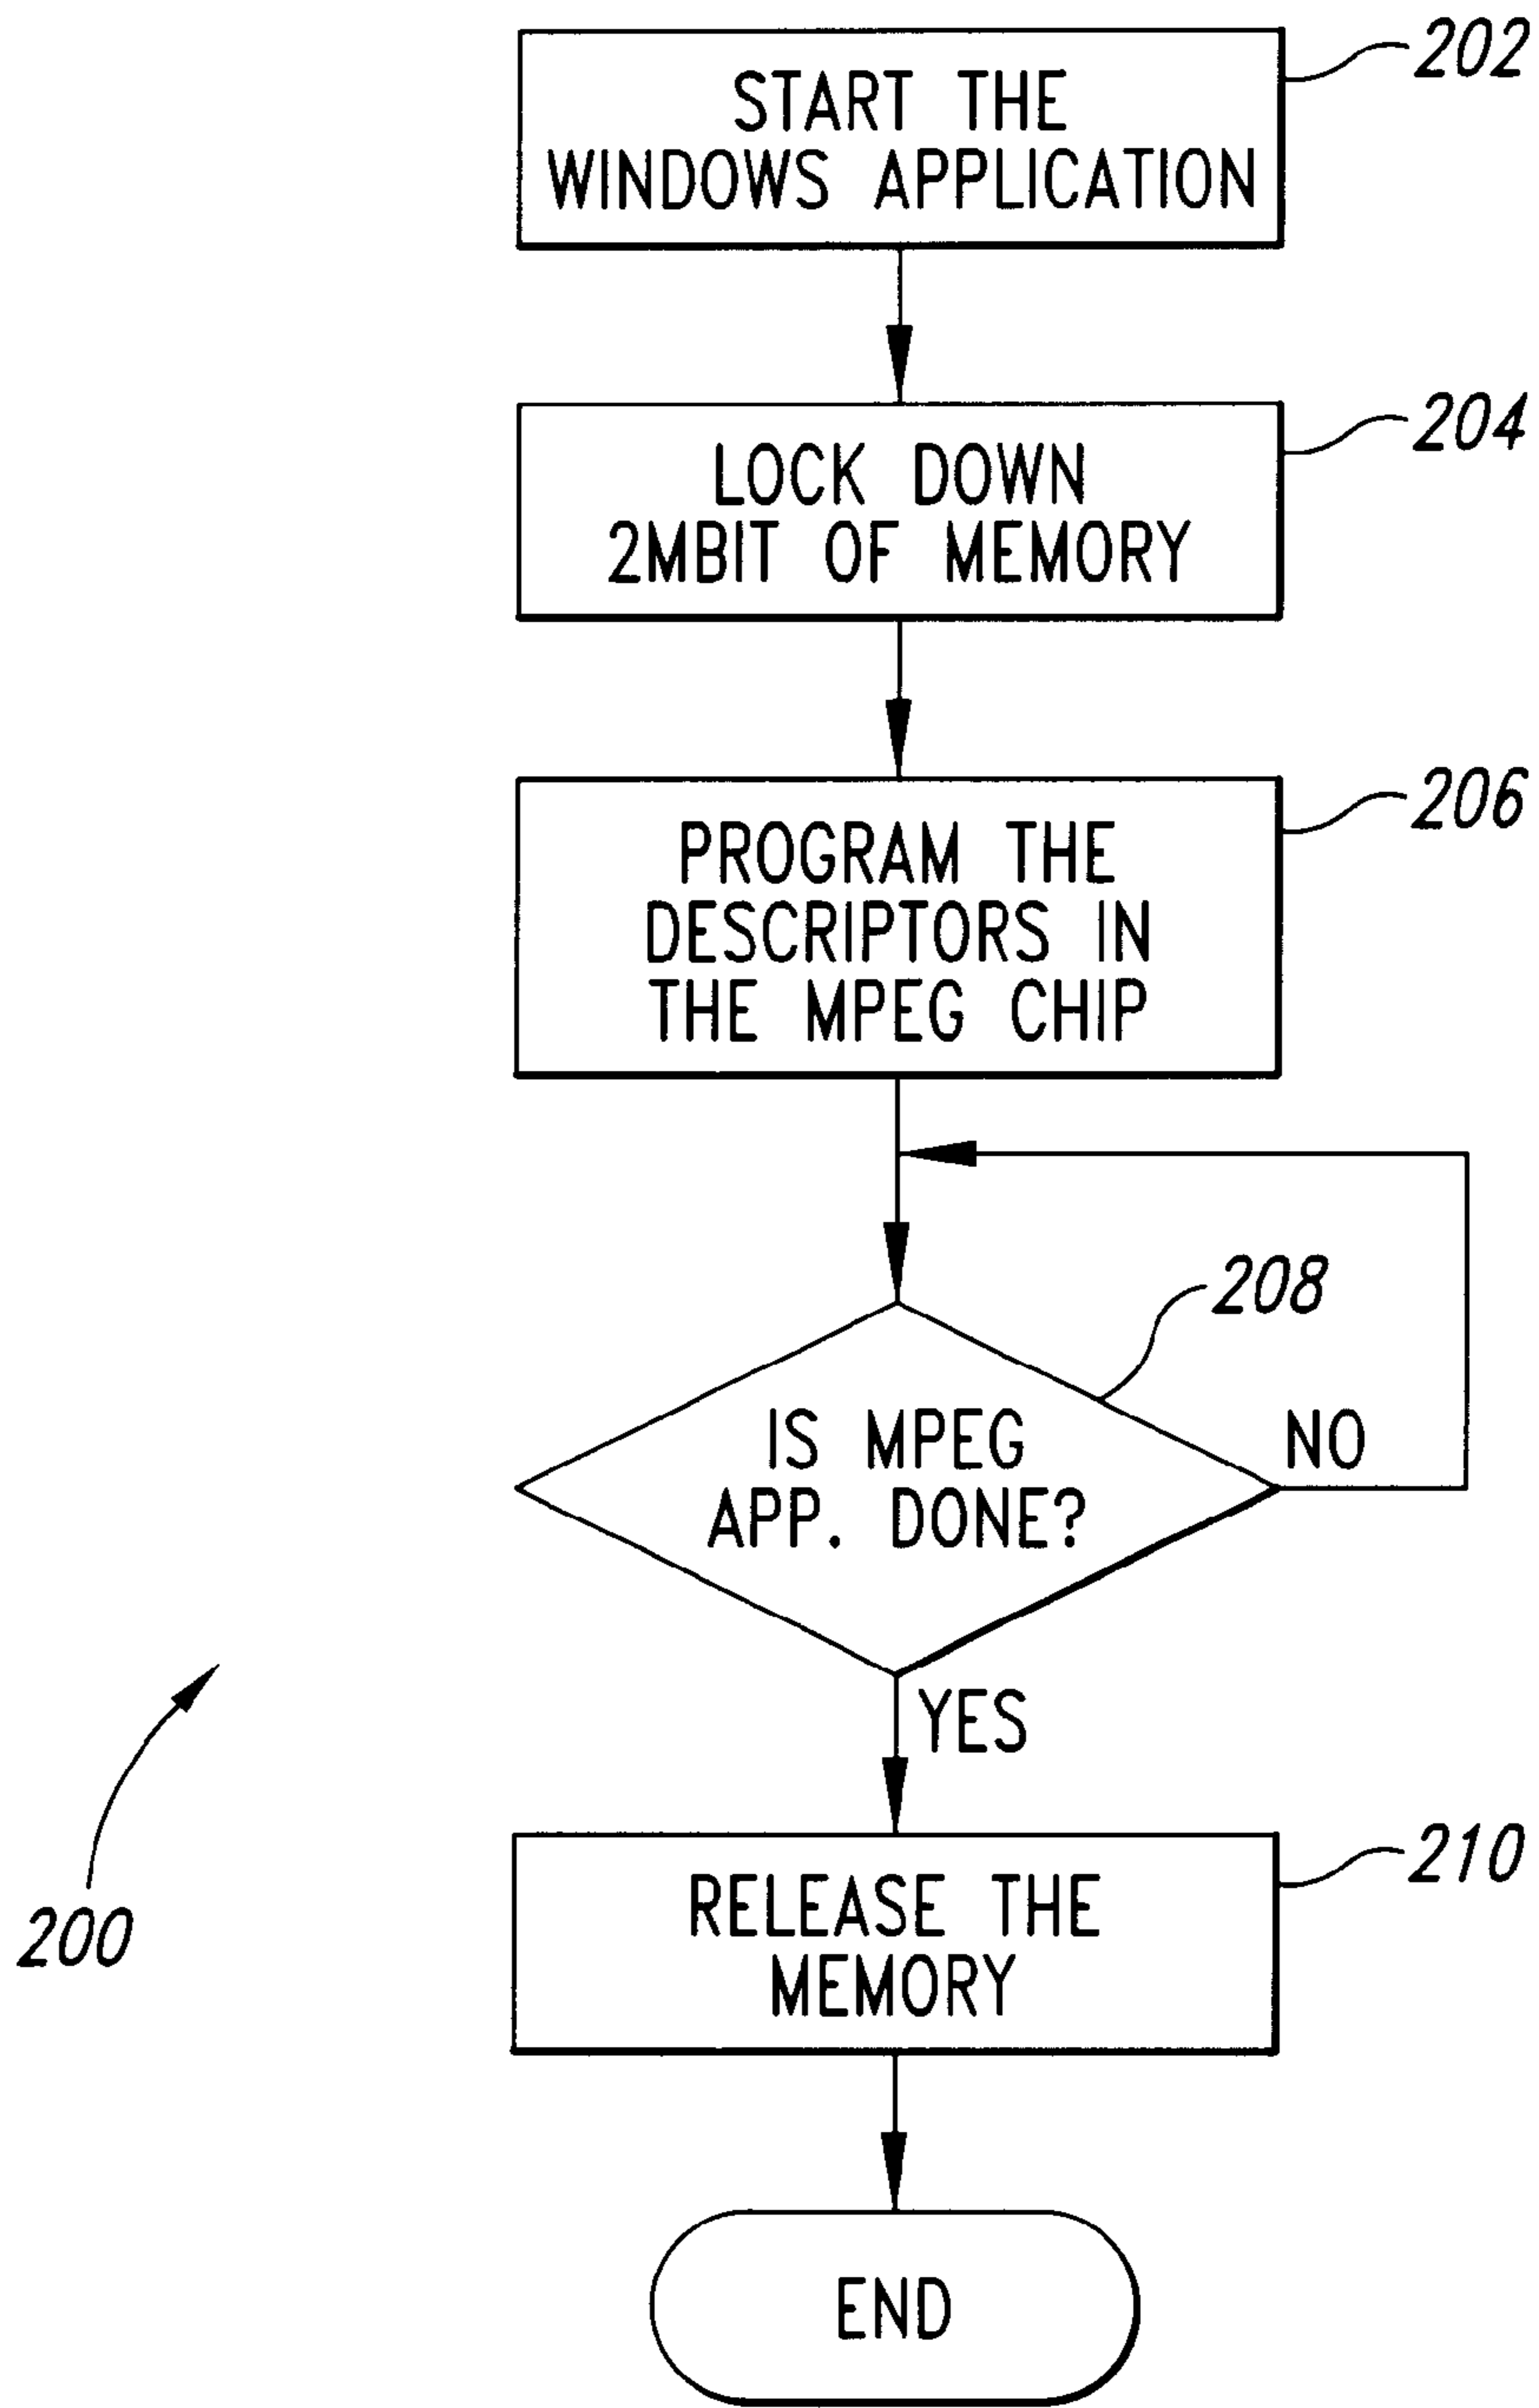 START THE
WINDOWS APPLICATION
202
LOCK DOWN
2MBIT OF MEMORY
204
PROGRAM THE
DESCRIPTORS IN
THE MPEG CHIP
206
208
IS MPEG
APP. DONE?
NO
YES
RELEASE THE
MEMORY
210
200
END